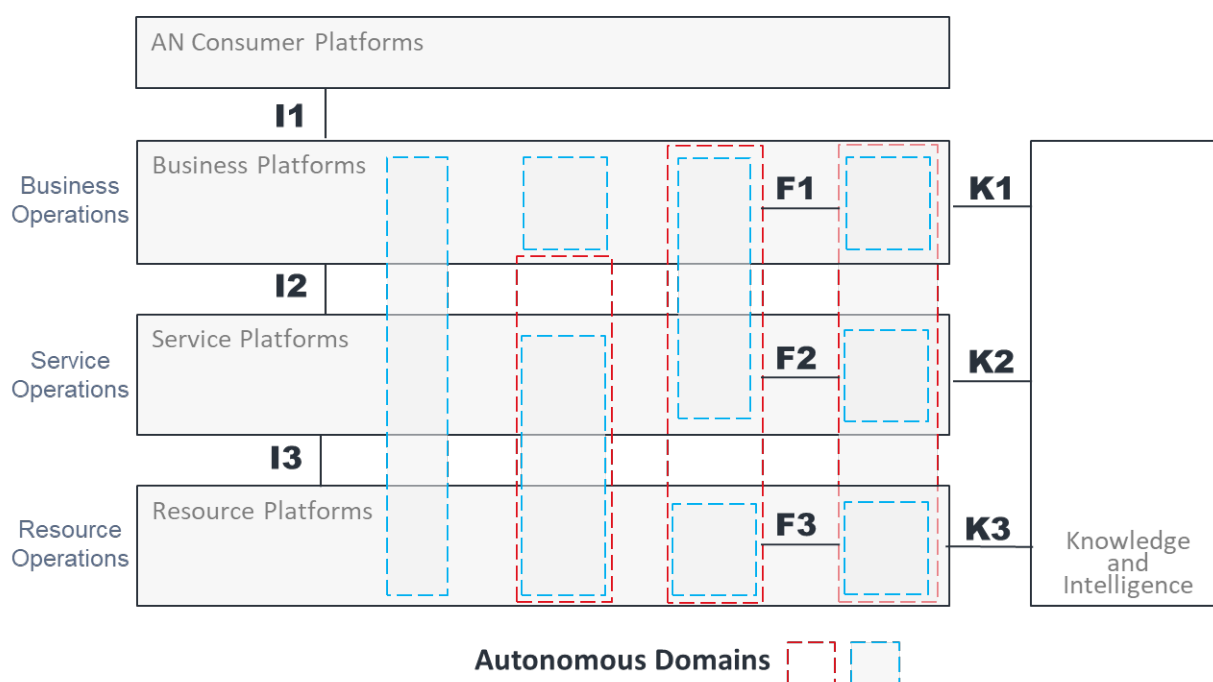 AN Consumer Platforms
I1
Business Platforms
Business
Operations
F1
K1
I2
Service Platforms
Service
Operations
F2
K2
I3
Resource Platforms
Resource
Operations
F3
K3
Knowledge
and
Intelligence
Autonomous Domains